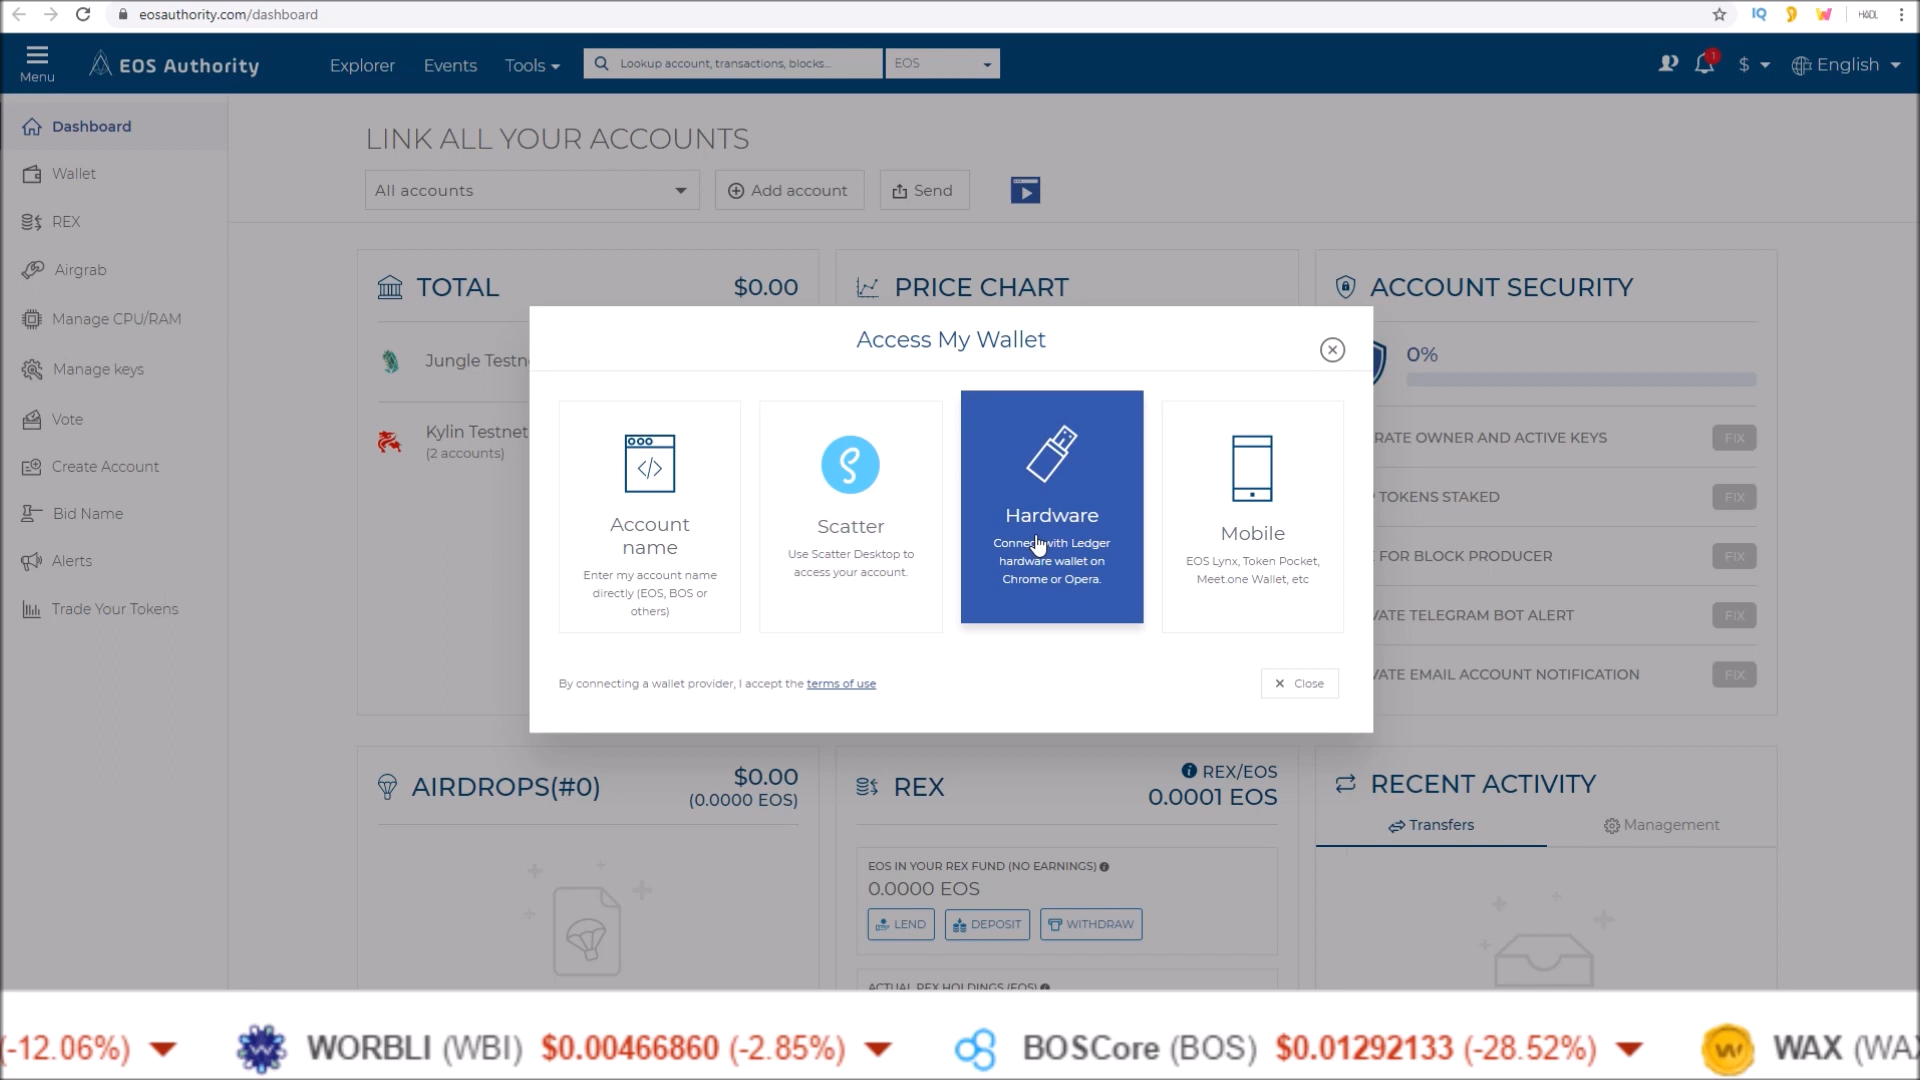 eosauthority.com/dashboard
Menu
EOS Authority
Explorer
Events
Tools
Lookup account, transactions, blocks...
EOS
1
$
English
Dashboard
Wallet
REX
Airgrab
Manage CPU/RAM
Manage keys
Vote
Create Account
Bid Name
Alerts
Trade Your Tokens
LINK ALL YOUR ACCOUNTS
All accounts
Add account
Send
TOTAL
$0.00
Jungle Testn
Kylin Testnet
(2 accounts)
PRICE CHART
ACCOUNT SECURITY
0%
RATE OWNER AND ACTIVE KEYS
FIX
TOKENS STAKED
FIX
FOR BLOCK PRODUCER
FIX
VATE TELEGRAM BOT ALERT
FIX
VATE EMAIL ACCOUNT NOTIFICATION
FIX
Access My Wallet
Account
name
Enter my account name
directly (EOS, BOS or
others)
Scatter
Use Scatter Desktop to
access your account.
Hardware
Connect with Ledger
hardware wallet on
Chrome or Opera.
Mobile
EOS Lynx, Token Pocket,
Meet.one Wallet, etc
By connecting a wallet provider, I accept the terms of use
Close
AIRDROPS(#0)
$0.00
(0.0000 EOS)
REX
REX/EOS
0.0001 EOS
EOS IN YOUR REX FUND (NO EARNINGS)
0.0000 EOS
LEND
DEPOSIT
WITHDRAW
ACTUAL REX HOLDINGS (EOS)
RECENT ACTIVITY
Transfers
Management
(-12.06%)
WORBLI (WBI) $0.00466860 (-2.85%)
BOSCore (BOS) $0.01292133 (-28.52%)
WAX (WAX